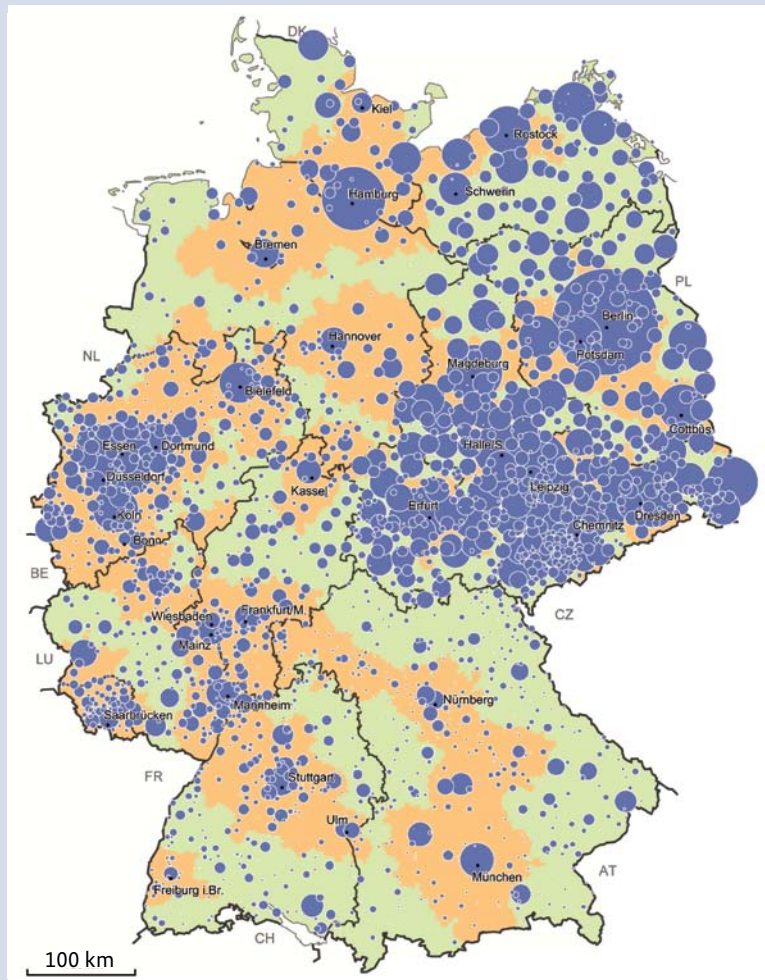 DK
Kiel
Rostock
Hamburg
Schwerin
Bremen
PL
Berlin
Hannover
Potsdam
NL
Magdeburg
Bielefeld
Cottbus
Essen
Dortmund
Halle/S.
Düsseldorf
Leipzig
Kassel
Erfurt
Dresden
Köln
Chemnitz
Bonn
BE
Wiesbaden
Frankfurt/M.
CZ
Mainz
LU
Nürnberg
Mannheim
Saarbrücken
FR
Stuttgart
Ulm
AT
München
Freiburg i.Br.
CH
100 km